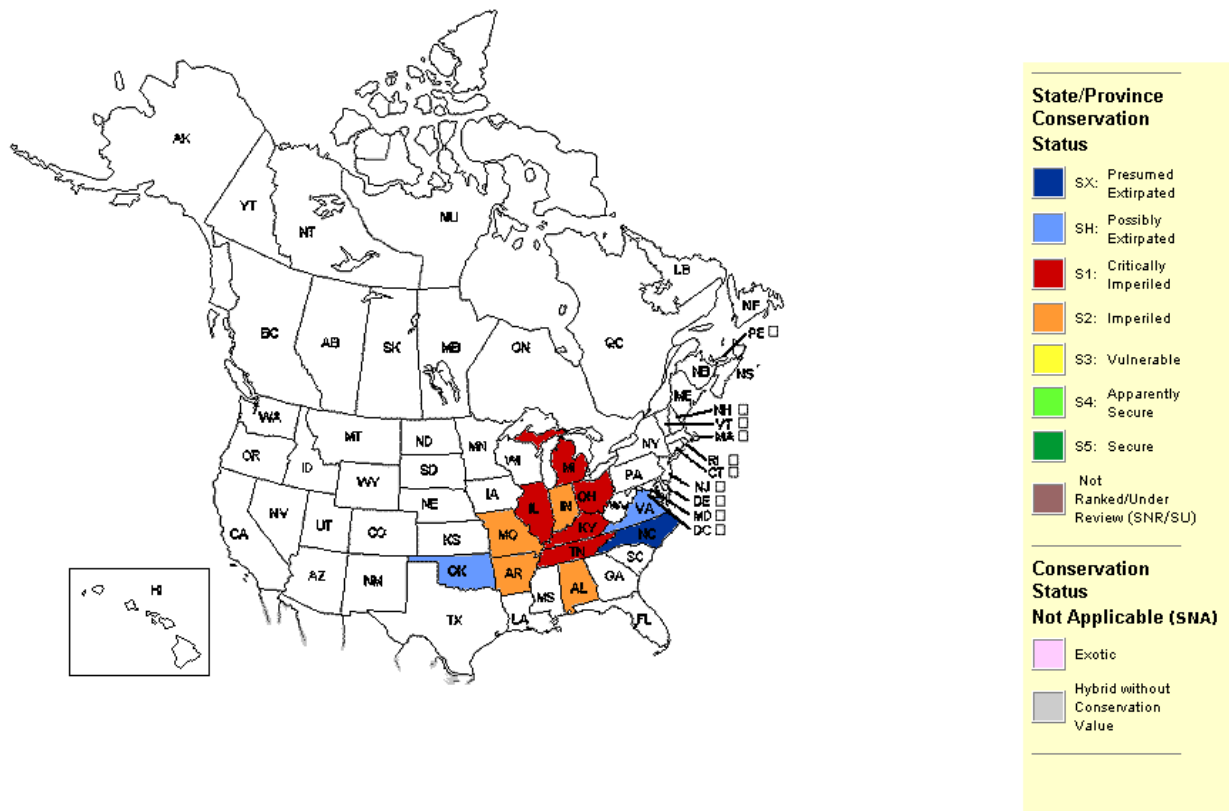 AK
YT
NT
NU
LB
NF
BC
AB
SK
MB
ON
QC
PE
NB
NS
ME
WA
MT
ND
MN
NH
VT
MA
OR
ID
SD
WI
MI
NY
RI
CT
WY
IA
PA
NJ
NE
IL
IN
OH
DE
NV
WV
VA
MD
CA
UT
CO
KS
MO
KY
NC
DC
TN
AZ
NM
OK
AR
SC
MS
AL
GA
HI
TX
LA
FL
State/Province
Conservation
Status
SX: Presumed
Extirpated
SH: Possibly
Extirpated
S1: Critically
Imperiled
S2: Imperiled
S3: Vulnerable
S4: Apparently
Secure
S5: Secure
Not
Ranked/Under
Review (SNR/SU)
Conservation
Status
Not Applicable (SNA)
Exotic
Hybrid without
Conservation
Value